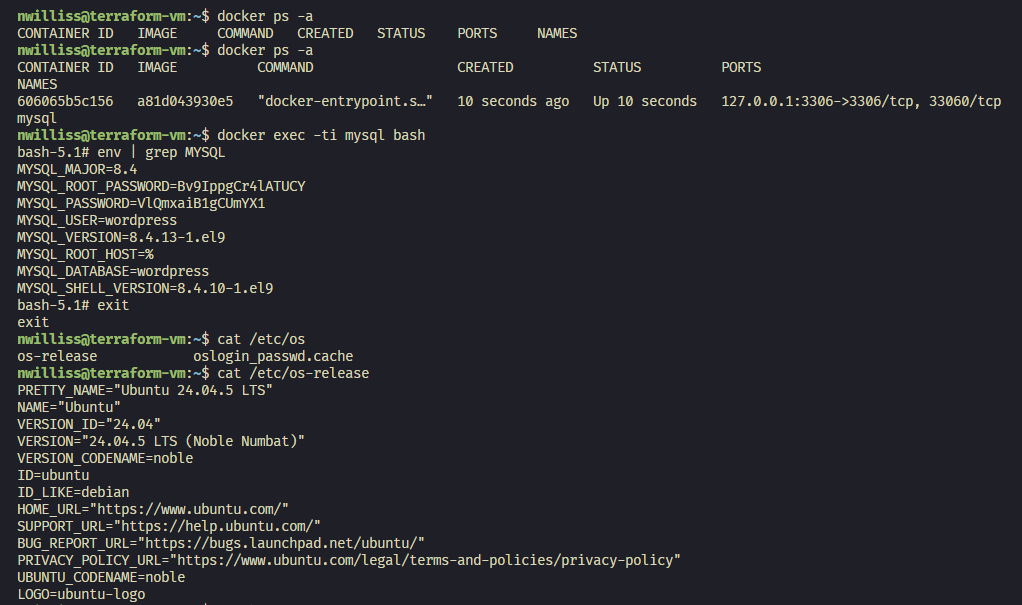 nwilliss@terraform-vm:~$ docker ps -a
CONTAINER ID   IMAGE     COMMAND   CREATED   STATUS    PORTS     NAMES
nwilliss@terraform-vm:~$ docker ps -a
CONTAINER ID   IMAGE          COMMAND                  CREATED          STATUS          PORTS
NAMES
606065b5c156   a81d043930e5   "docker-entrypoint.s…"   10 seconds ago   Up 10 seconds   127.0.0.1:3306->3306/tcp, 33060/tcp
mysql
nwilliss@terraform-vm:~$ docker exec -ti mysql bash
bash-5.1# env | grep MYSQL
MYSQL_MAJOR=8.4
MYSQL_ROOT_PASSWORD=Bv9IppgCr4lATUCY
MYSQL_PASSWORD=VlQmxaiB1gCUmYX1
MYSQL_USER=wordpress
MYSQL_VERSION=8.4.13-1.el9
MYSQL_ROOT_HOST=%
MYSQL_DATABASE=wordpress
MYSQL_SHELL_VERSION=8.4.10-1.el9
bash-5.1# exit
exit
nwilliss@terraform-vm:~$ cat /etc/os
os-release            oslogin_passwd.cache
nwilliss@terraform-vm:~$ cat /etc/os-release
PRETTY_NAME="Ubuntu 24.04.5 LTS"
NAME="Ubuntu"
VERSION_ID="24.04"
VERSION="24.04.5 LTS (Noble Numbat)"
VERSION_CODENAME=noble
ID=ubuntu
ID_LIKE=debian
HOME_URL="https://www.ubuntu.com/"
SUPPORT_URL="https://help.ubuntu.com/"
BUG_REPORT_URL="https://bugs.launchpad.net/ubuntu/"
PRIVACY_POLICY_URL="https://www.ubuntu.com/legal/terms-and-policies/privacy-policy"
UBUNTU_CODENAME=noble
LOGO=ubuntu-logo